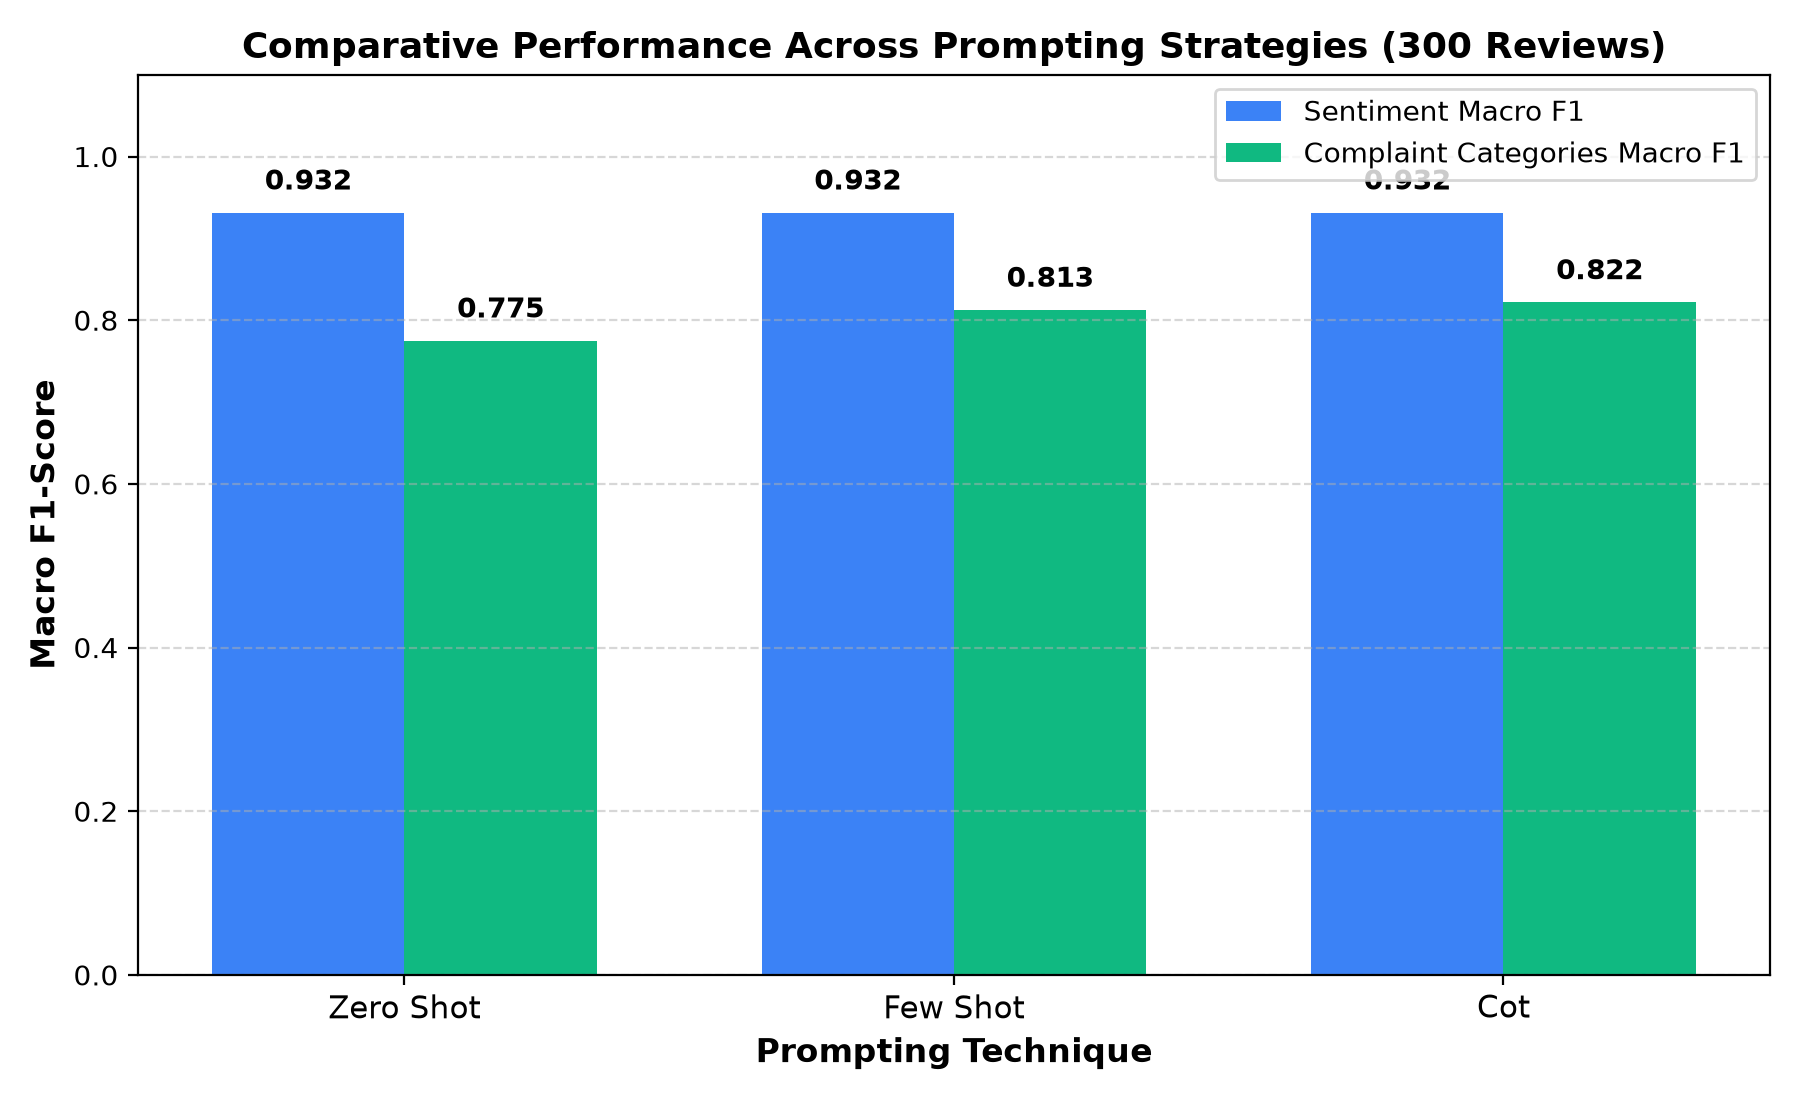 Comparative Performance Across Prompting Strategies (300 Reviews)
Sentiment Macro F1
Complaint Categories Macro F1
1.0
0.8
0.6
0.4
0.2
0.0
Macro F1-Score
0.932
0.775
0.932
0.813
0.932
0.822
Zero Shot
Few Shot
Cot
Prompting Technique